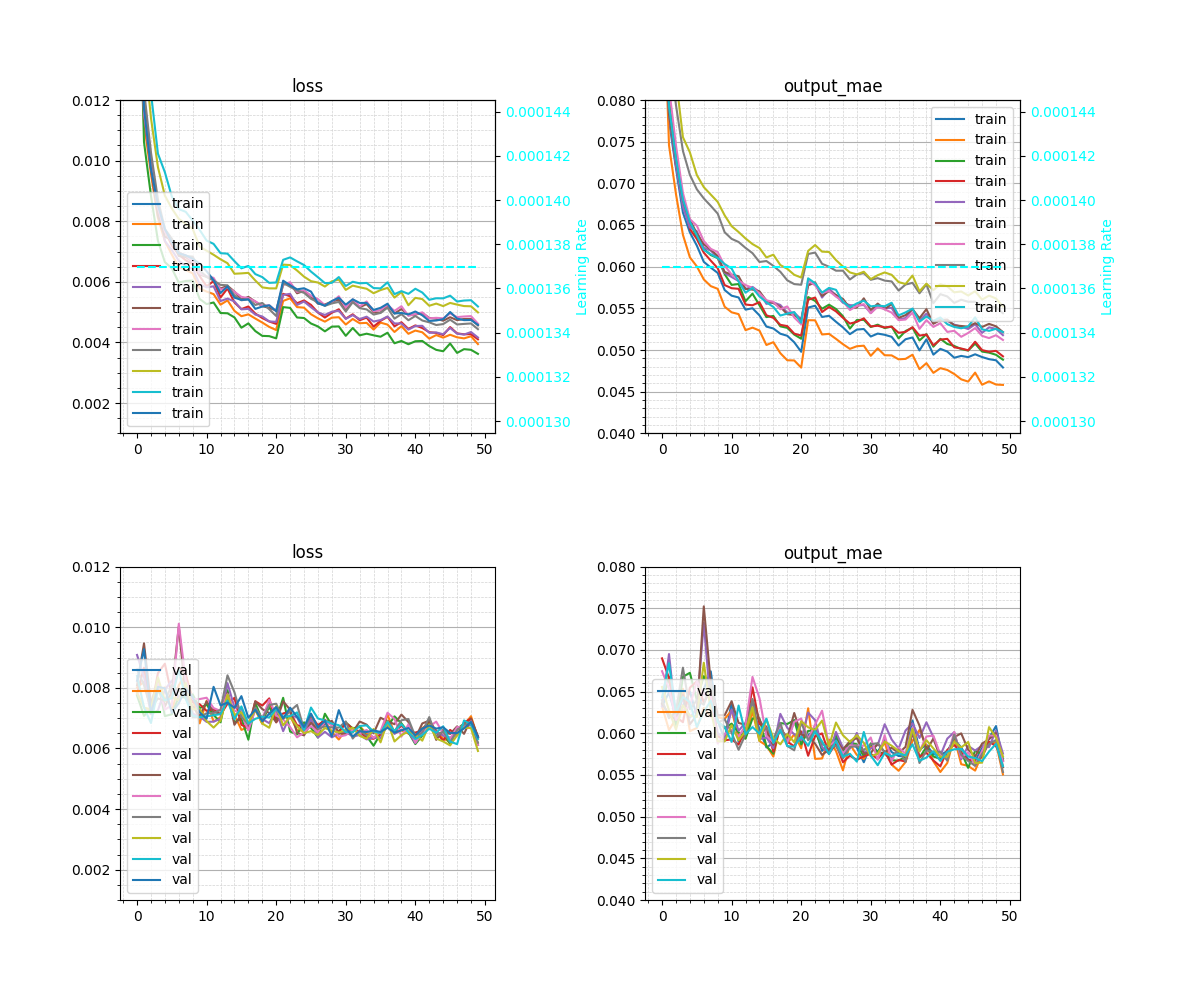 loss
0.012
0.010
0.008
0.006
0.004
0.002
0 10 20 30 40 50
train
train
train
train
train
train
train
train
train
train
train
0.000144
0.000142
0.000140
0.000138
0.000136
0.000134
0.000132
0.000130
Learning Rate
output_mae
0.080
0.075
0.070
0.065
0.060
0.055
0.050
0.045
0.040
0 10 20 30 40 50
train
train
train
train
train
train
train
train
train
train
0.000144
0.000142
0.000140
0.000138
0.000136
0.000134
0.000132
0.000130
Learning Rate
loss
0.012
0.010
0.008
0.006
0.004
0.002
0 10 20 30 40 50
val
val
val
val
val
val
val
val
val
val
val
output_mae
0.080
0.075
0.070
0.065
0.060
0.055
0.050
0.045
0.040
0 10 20 30 40 50
val
val
val
val
val
val
val
val
val
val